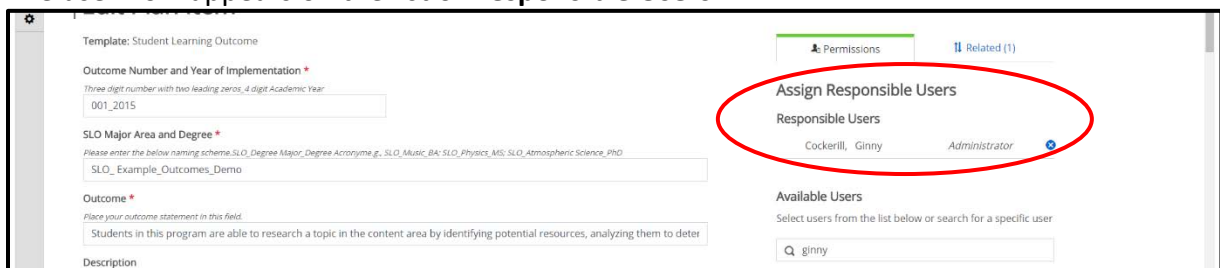 Template: Student Learning Outcome
Outcome Number and Year of Implementation *
Three digit number with two leading zeros_4 digit Academic Year
001_2015
SLO Major Area and Degree *
Please enter the below naming scheme.SLO_Degree Major_Degree Acronyme.g., SLO_Music_BA; SLO_Physics_MS; SLO_Atmospheric Science_PhD
SLO_ Example_Outcomes_Demo
Outcome *
Place your outcome statement in this field.
Students in this program are able to research a topic in the content area by identifying potential resources, analyzing them to deter
Description
Permissions
Related (1)
Assign Responsible Users
Responsible Users
Cockerill, Ginny Administrator
Available Users
Select users from the list below or search for a specific user
ginny